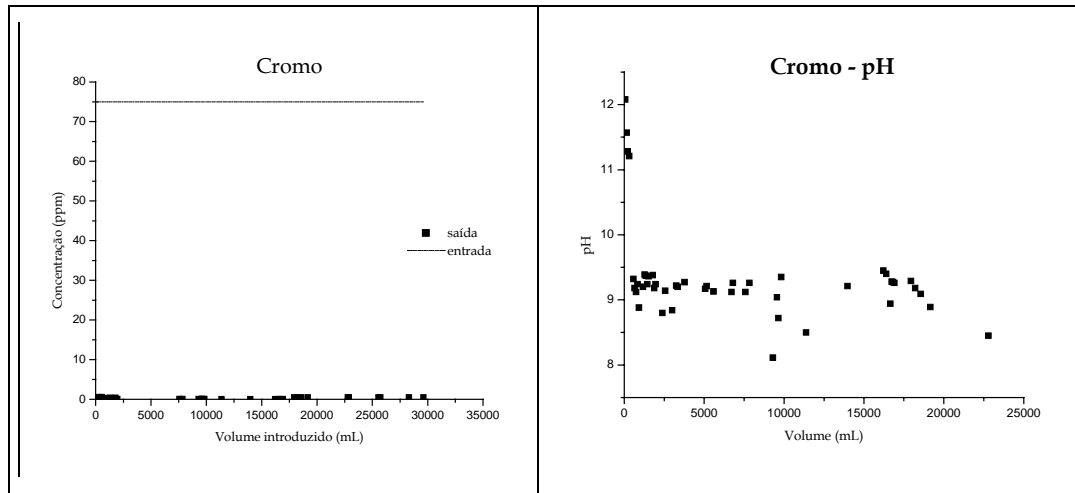 Cromo
80
70
60
50
40
30
20
10
0
Concentração (ppm)
0 5000 10000 15000 20000 25000 30000 35000
Volume introduzido (mL)
saída
entrada
Cromo - pH
12
11
10
9
8
pH
0 5000 10000 15000 20000 25000
Volume (mL)